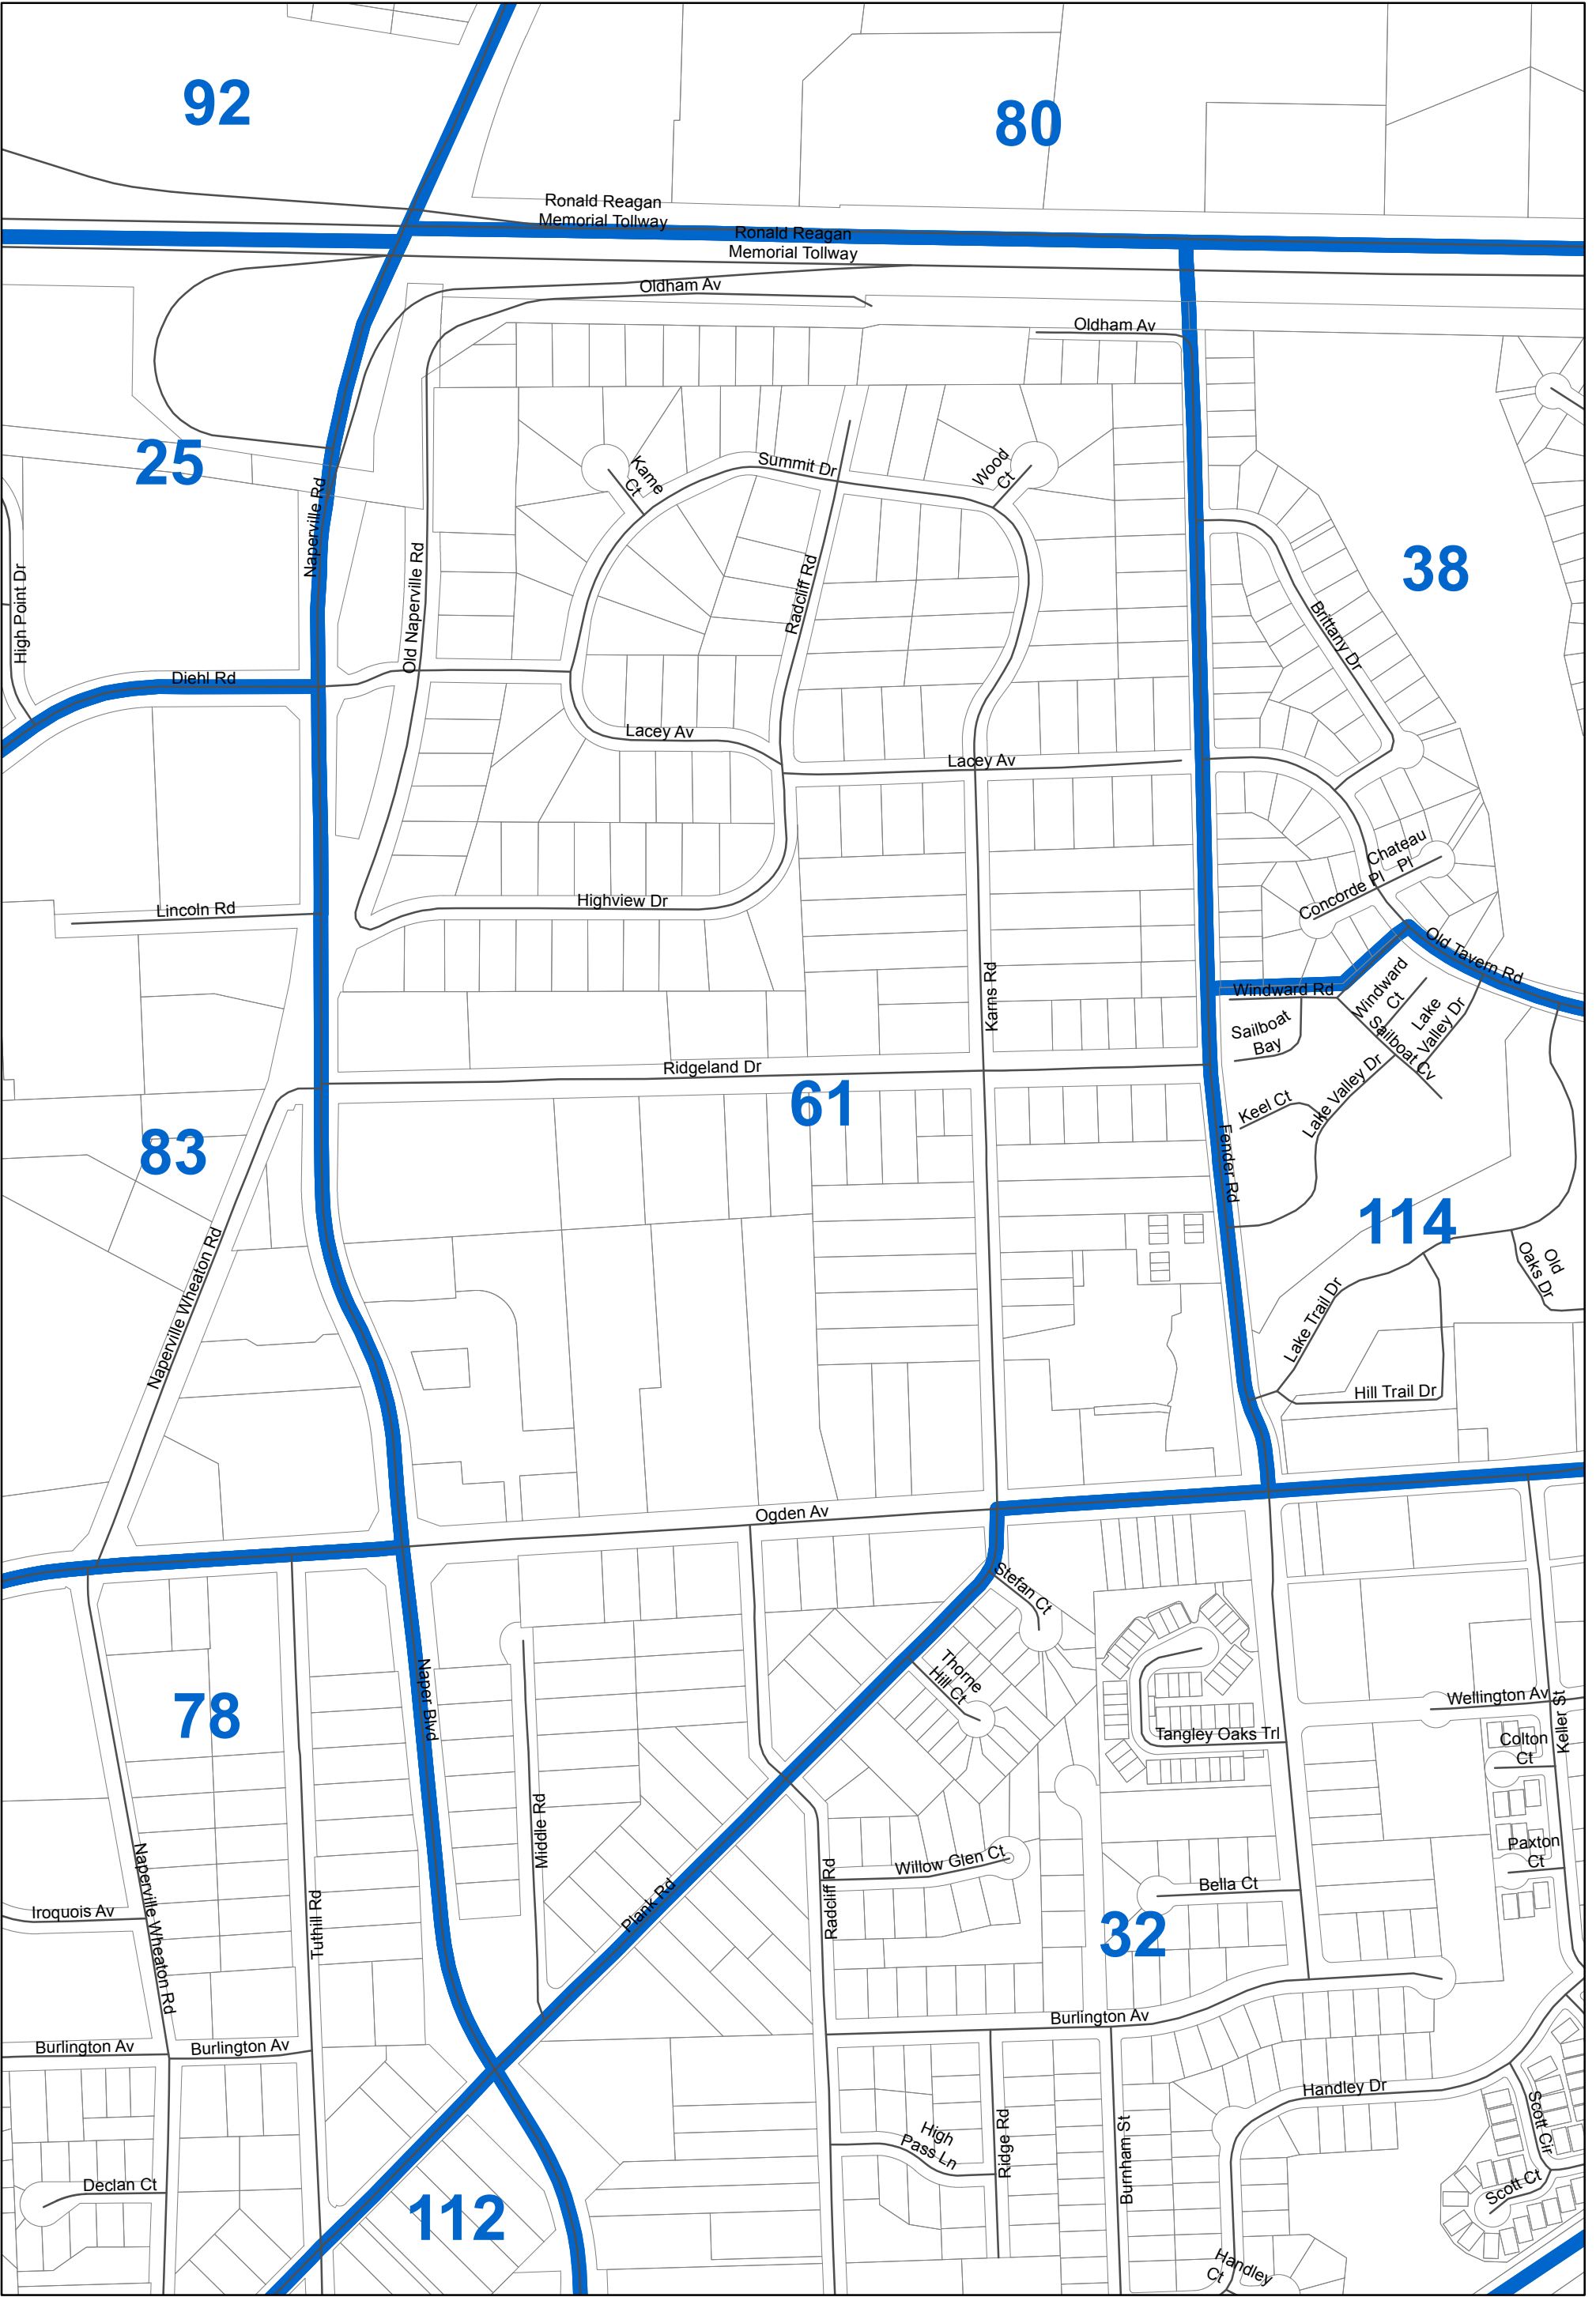 92
80
Ronald Reagan
Memorial Tollway
Ronald Reagan
Memorial Tollway
Oldham Av
Oldham Av
25
Kame
Ct
Summit Dr
Wood
Ct
Naperville Rd
Old Naperville Rd
Radcliff Rd
38
High Point Dr
Brittany Dr
Diehl Rd
Lacey Av
Lacey Av
Chateau
Pl
Concorde Pl
Lincoln Rd
Highview Dr
Old Tavern Rd
Karns Rd
Windward Rd
Windward
Ct
Lake
Valley Dr
Sailboat
Bay
Sailboat Cv
Ridgeland Dr
61
Keel Ct
Lake Valley Dr
83
Fender Rd
114
Naperville Wheaton Rd
Old
Oaks Dr
Lake Trail Dr
Hill Trail Dr
Ogden Av
Stefan Ct
Thorne
Hill Ct
78
Naper Blvd
Wellington Av
Keller St
Tangley Oaks Trl
Colton
Ct
Middle Rd
Naperville Wheaton Rd
Plank Rd
Radcliff Rd
Willow Glen Ct
Paxton
Ct
Bella Ct
Iroquois Av
Tuthill Rd
32
Burlington Av
Burlington Av
Burlington Av
Handley Dr
Scott Cir
High
Pass Ln
Ridge Rd
Burnham St
Declan Ct
Scott Ct
112
Handley
Ct